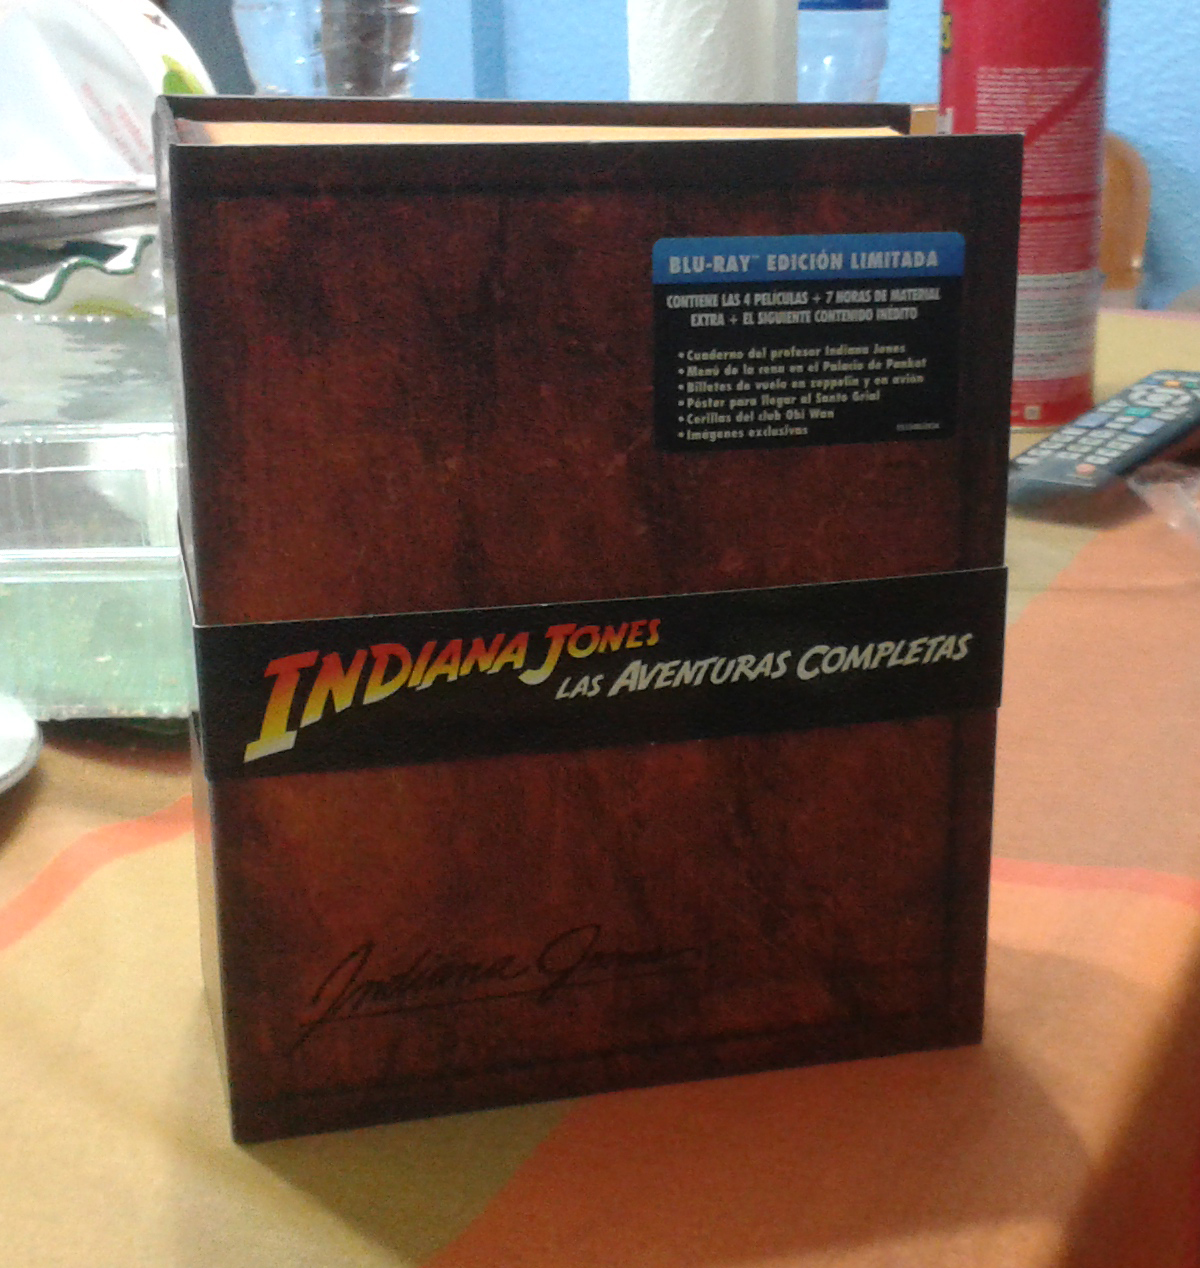 BLU-RAY™ EDICIÓN LIMITADA
CONTIENE LAS 4 PELÍCULAS + 7 HORAS DE MATERIAL
EXTRA + EL SIGUIENTE CONTENIDO INÉDITO
• Cuaderno del profesor Indiana Jones
• Menú de la cena en el Palacio de Pankot
• Billetes de vuelo en zeppelin y en avión
• Póster para llegar al Santo Grial
• Cerillas del club Obi Wan
• Imágenes exclusivas
INDIANA JONES
LAS AVENTURAS COMPLETAS
Indiana Jones